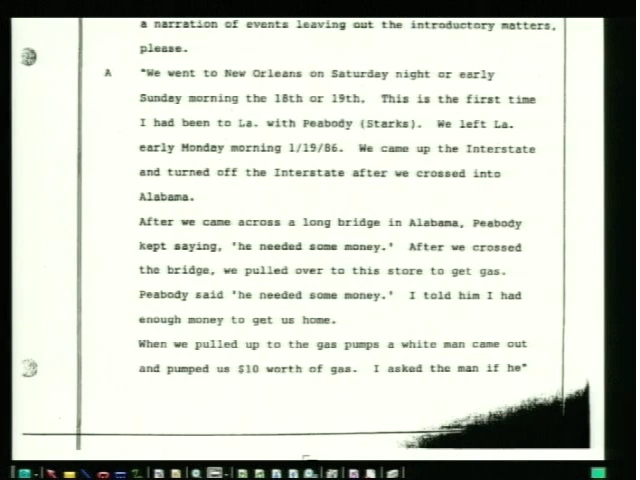 a narration of events leaving out the introductory matters,
please.
A "We went to New Orleans on Saturday night or early
Sunday morning the 18th or 19th. This is the first time
I had been to La. with Peabody (Starks). We left La.
early Monday morning 1/19/86. We came up the Interstate
and turned off the Interstate after we crossed into
Alabama.
After we came across a long bridge in Alabama, Peabody
kept saying, 'he needed some money.' After we crossed
the bridge, we pulled over to this store to get gas.
Peabody said 'he needed some money.' I told him I had
enough money to get us home.
When we pulled up to the gas pumps a white man came out
and pumped us $10 worth of gas. I asked the man if he"